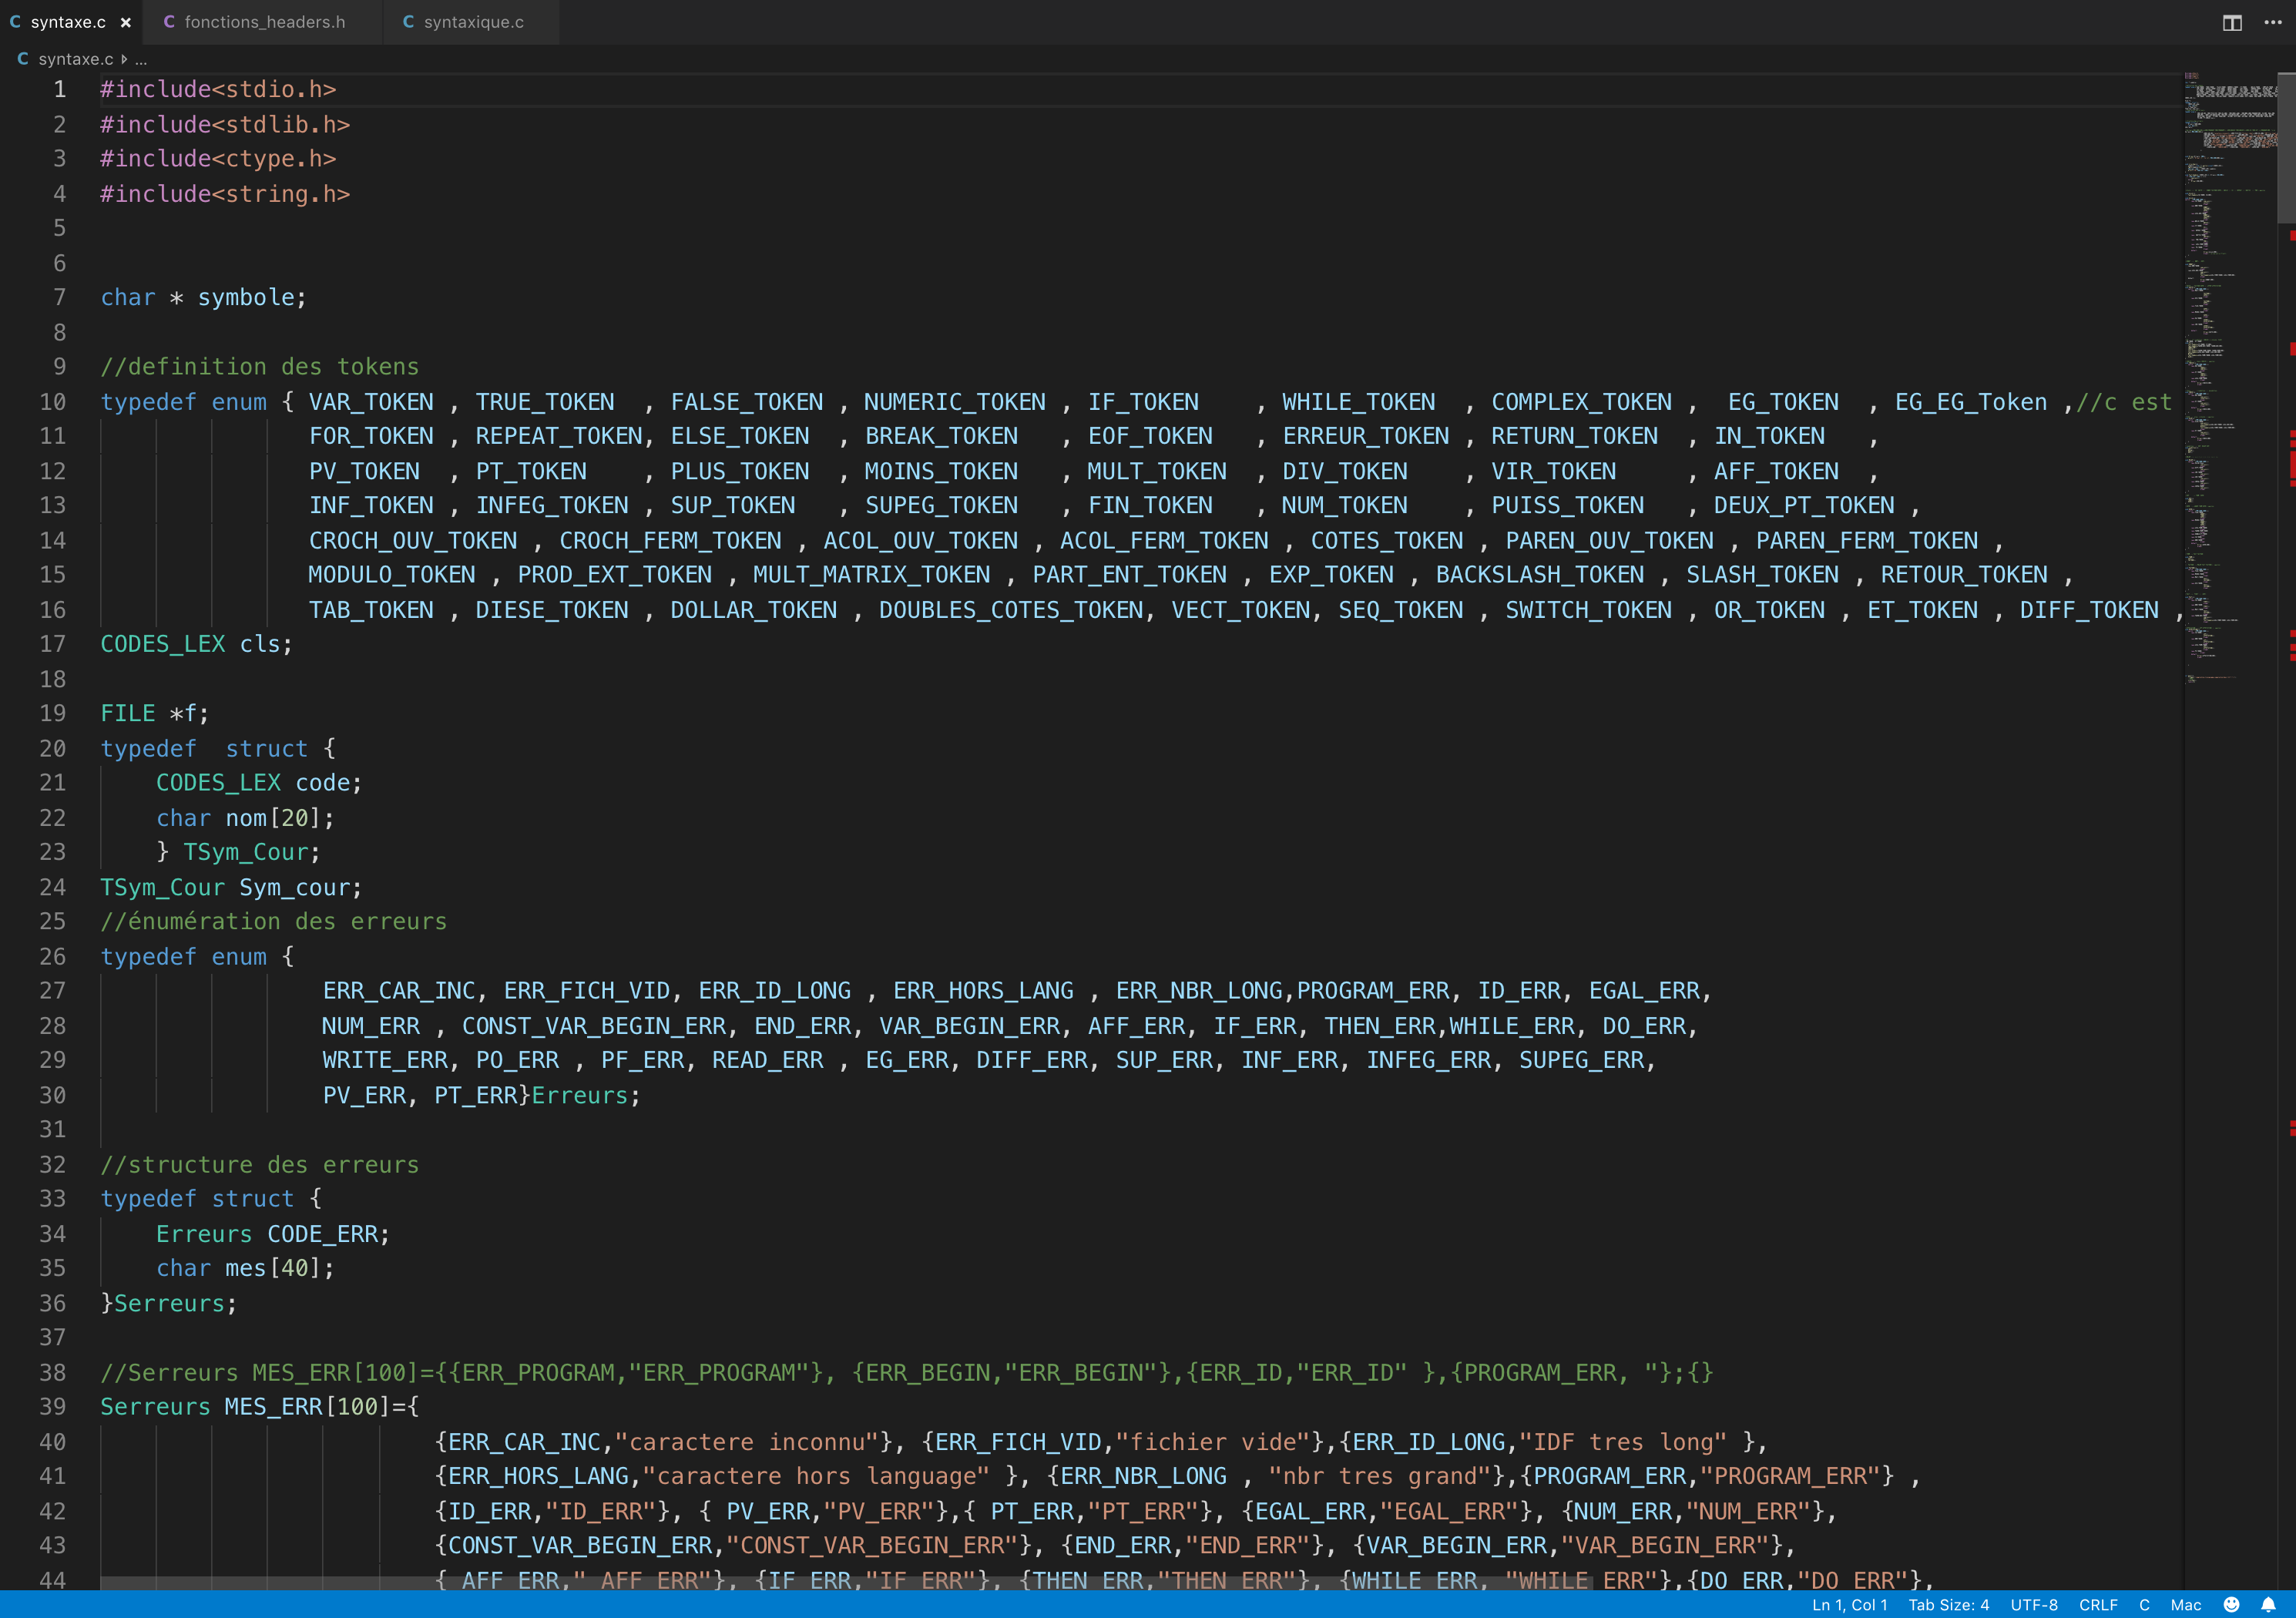 syntaxe.c × fonctions_headers.h syntaxique.c
syntaxe.c ...
1 #include<stdio.h>
2 #include<stdlib.h>
3 #include<ctype.h>
4 #include<string.h>
5
6
7 char * symbole;
8
9 //definition des tokens
10 typedef enum { VAR_TOKEN , TRUE_TOKEN  , FALSE_TOKEN , NUMERIC_TOKEN , IF_TOKEN    , WHILE_TOKEN  , COMPLEX_TOKEN ,  EG_TOKEN  , EG_EG_Token ,//c est
11 FOR_TOKEN , REPEAT_TOKEN, ELSE_TOKEN  , BREAK_TOKEN   , EOF_TOKEN   , ERREUR_TOKEN , RETURN_TOKEN  , IN_TOKEN   ,
12 PV_TOKEN  , PT_TOKEN    , PLUS_TOKEN  , MOINS_TOKEN   , MULT_TOKEN  , DIV_TOKEN    , VIR_TOKEN     , AFF_TOKEN  ,
13 INF_TOKEN , INFEG_TOKEN , SUP_TOKEN   , SUPEG_TOKEN   , FIN_TOKEN   , NUM_TOKEN    , PUISS_TOKEN   , DEUX_PT_TOKEN ,
14 CROCH_OUV_TOKEN , CROCH_FERM_TOKEN , ACOL_OUV_TOKEN , ACOL_FERM_TOKEN , COTES_TOKEN , PAREN_OUV_TOKEN , PAREN_FERM_TOKEN ,
15 MODULO_TOKEN , PROD_EXT_TOKEN , MULT_MATRIX_TOKEN , PART_ENT_TOKEN , EXP_TOKEN , BACKSLASH_TOKEN , SLASH_TOKEN , RETOUR_TOKEN ,
16 TAB_TOKEN , DIESE_TOKEN , DOLLAR_TOKEN , DOUBLES_COTES_TOKEN, VECT_TOKEN, SEQ_TOKEN , SWITCH_TOKEN , OR_TOKEN , ET_TOKEN , DIFF_TOKEN ,
17 CODES_LEX cls;
18
19 FILE *f;
20 typedef  struct {
21 CODES_LEX code;
22 char nom[20];
23 } TSym_Cour;
24 TSym_Cour Sym_cour;
25 //énumération des erreurs
26 typedef enum {
27 ERR_CAR_INC, ERR_FICH_VID, ERR_ID_LONG , ERR_HORS_LANG , ERR_NBR_LONG,PROGRAM_ERR, ID_ERR, EGAL_ERR,
28 NUM_ERR , CONST_VAR_BEGIN_ERR, END_ERR, VAR_BEGIN_ERR, AFF_ERR, IF_ERR, THEN_ERR,WHILE_ERR, DO_ERR,
29 WRITE_ERR, PO_ERR , PF_ERR, READ_ERR , EG_ERR, DIFF_ERR, SUP_ERR, INF_ERR, INFEG_ERR, SUPEG_ERR,
30 PV_ERR, PT_ERR}Erreurs;
31
32 //structure des erreurs
33 typedef struct {
34 Erreurs CODE_ERR;
35 char mes[40];
36 }Serreurs;
37
38 //Serreurs MES_ERR[100]={{ERR_PROGRAM,"ERR_PROGRAM"}, {ERR_BEGIN,"ERR_BEGIN"},{ERR_ID,"ERR_ID" },{PROGRAM_ERR, "};{}
39 Serreurs MES_ERR[100]={
40 {ERR_CAR_INC,"caractere inconnu"}, {ERR_FICH_VID,"fichier vide"},{ERR_ID_LONG,"IDF tres long" },
41 {ERR_HORS_LANG,"caractere hors language" }, {ERR_NBR_LONG , "nbr tres grand"},{PROGRAM_ERR,"PROGRAM_ERR"} ,
42 {ID_ERR,"ID_ERR"}, { PV_ERR,"PV_ERR"},{ PT_ERR,"PT_ERR"}, {EGAL_ERR,"EGAL_ERR"}, {NUM_ERR,"NUM_ERR"},
43 {CONST_VAR_BEGIN_ERR,"CONST_VAR_BEGIN_ERR"}, {END_ERR,"END_ERR"}, {VAR_BEGIN_ERR,"VAR_BEGIN_ERR"},
44 { AFF_ERR," AFF_ERR"}, {IF_ERR,"IF_ERR"}, {THEN_ERR,"THEN_ERR"}, {WHILE_ERR, "WHILE_ERR"},{DO_ERR,"DO_ERR"},
Ln 1, Col 1 Tab Size: 4 UTF-8 CRLF C Mac